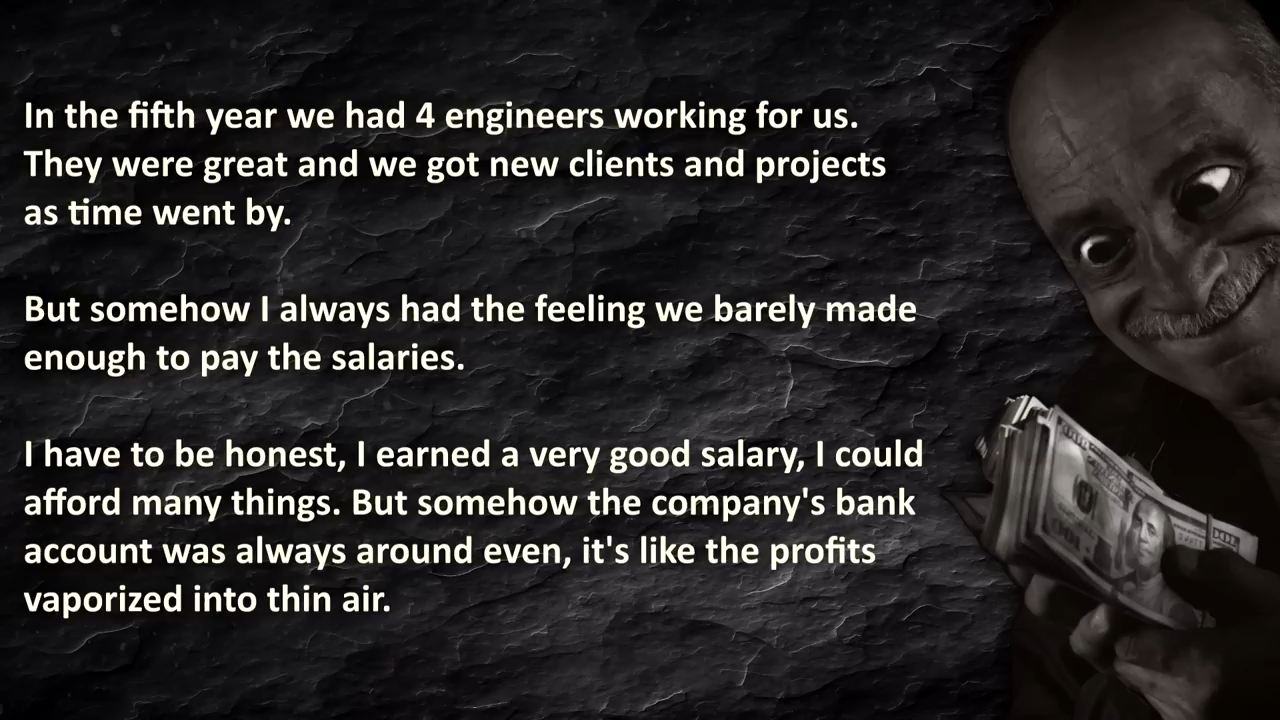 In the fifth year we had 4 engineers working for us.
They were great and we got new clients and projects
as time went by.
But somehow I always had the feeling we barely made
enough to pay the salaries.
I have to be honest, I earned a very good salary, I could
afford many things. But somehow the company's bank
account was always around even, it's like the profits
vaporized into thin air.